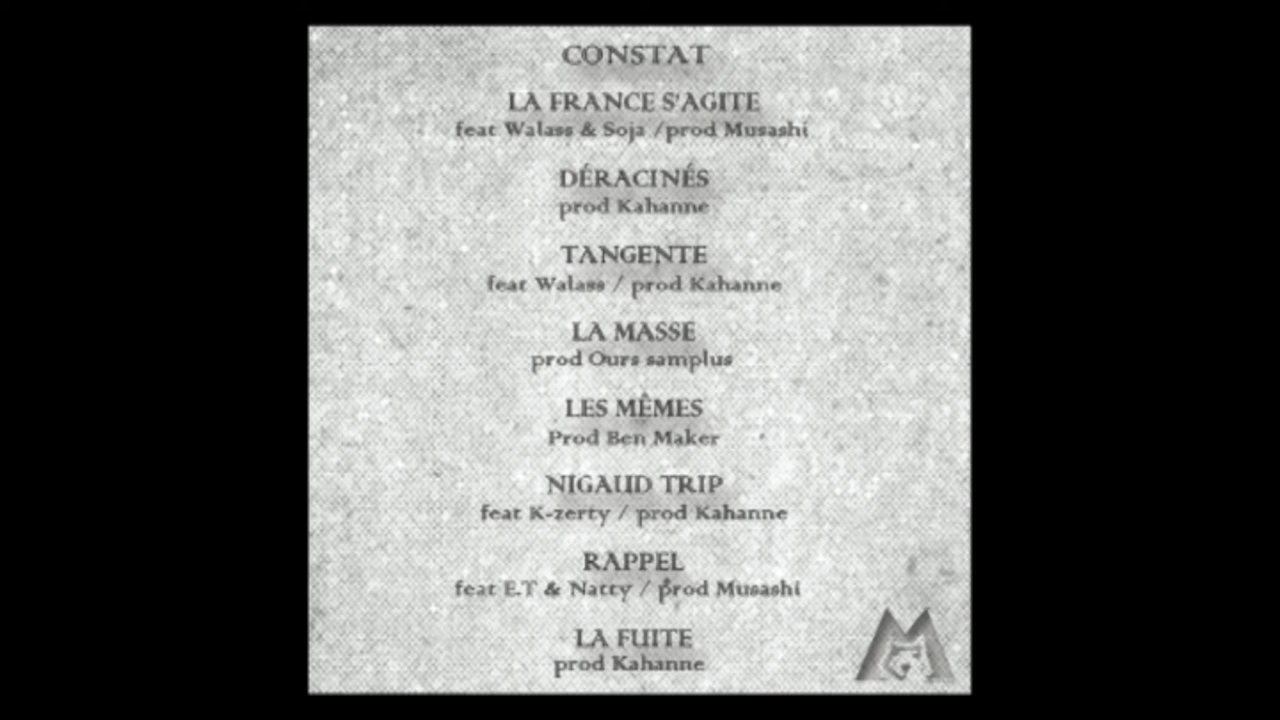 CONSTAT
LA FRANCE S'AGITE
feat Walass & Soja /prod Musashi
DÉRACINÉS
prod Kahanne
TANGENTE
feat Walass / prod Kahanne
LA MASSE
prod Ours samplus
LES MÊMES
Prod Ben Maker
NIGAUD TRIP
feat K-zerty / prod Kahanne
RAPPEL
feat E.T & Natty / prod Musashi
LA FUITE
prod Kahanne
M